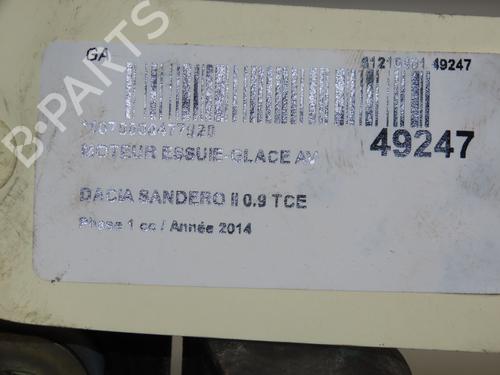 GA
49247
49247
MOTEUR ESSUIE-GLACE AV
DACIA SANDERO II 0.9 TCE
Phase 1 cc / Année 2014
B-PARTS